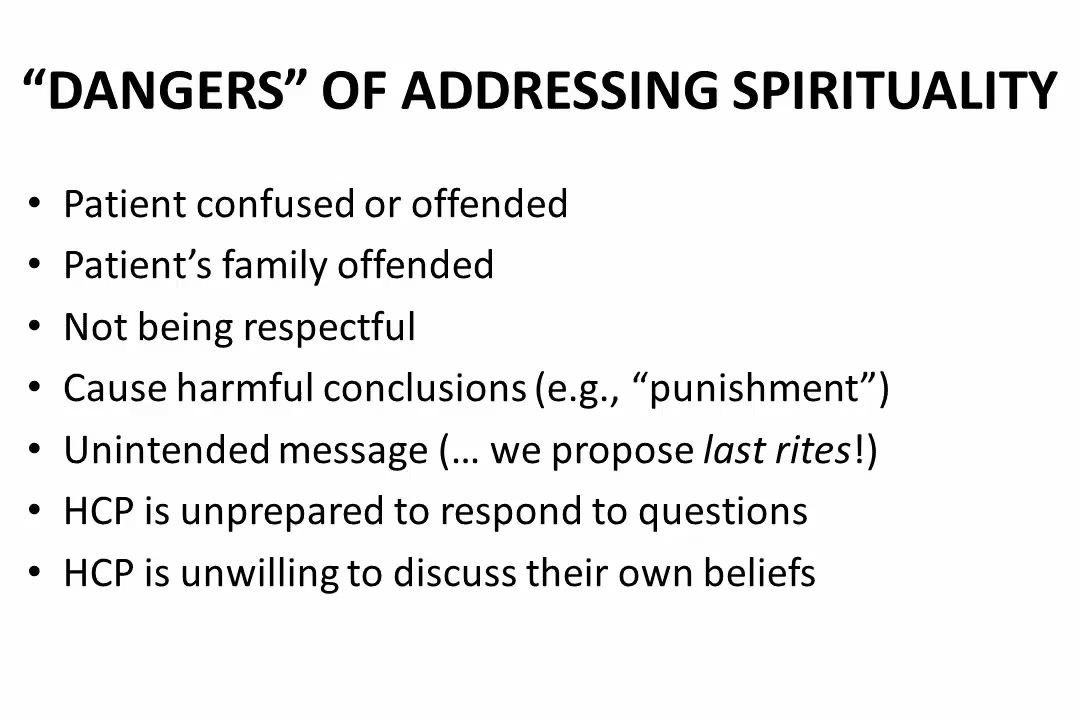 “DANGERS” OF ADDRESSING SPIRITUALITY
• Patient confused or offended
• Patient’s family offended
• Not being respectful
• Cause harmful conclusions (e.g., “punishment”)
• Unintended message (… we propose last rites!)
• HCP is unprepared to respond to questions
• HCP is unwilling to discuss their own beliefs